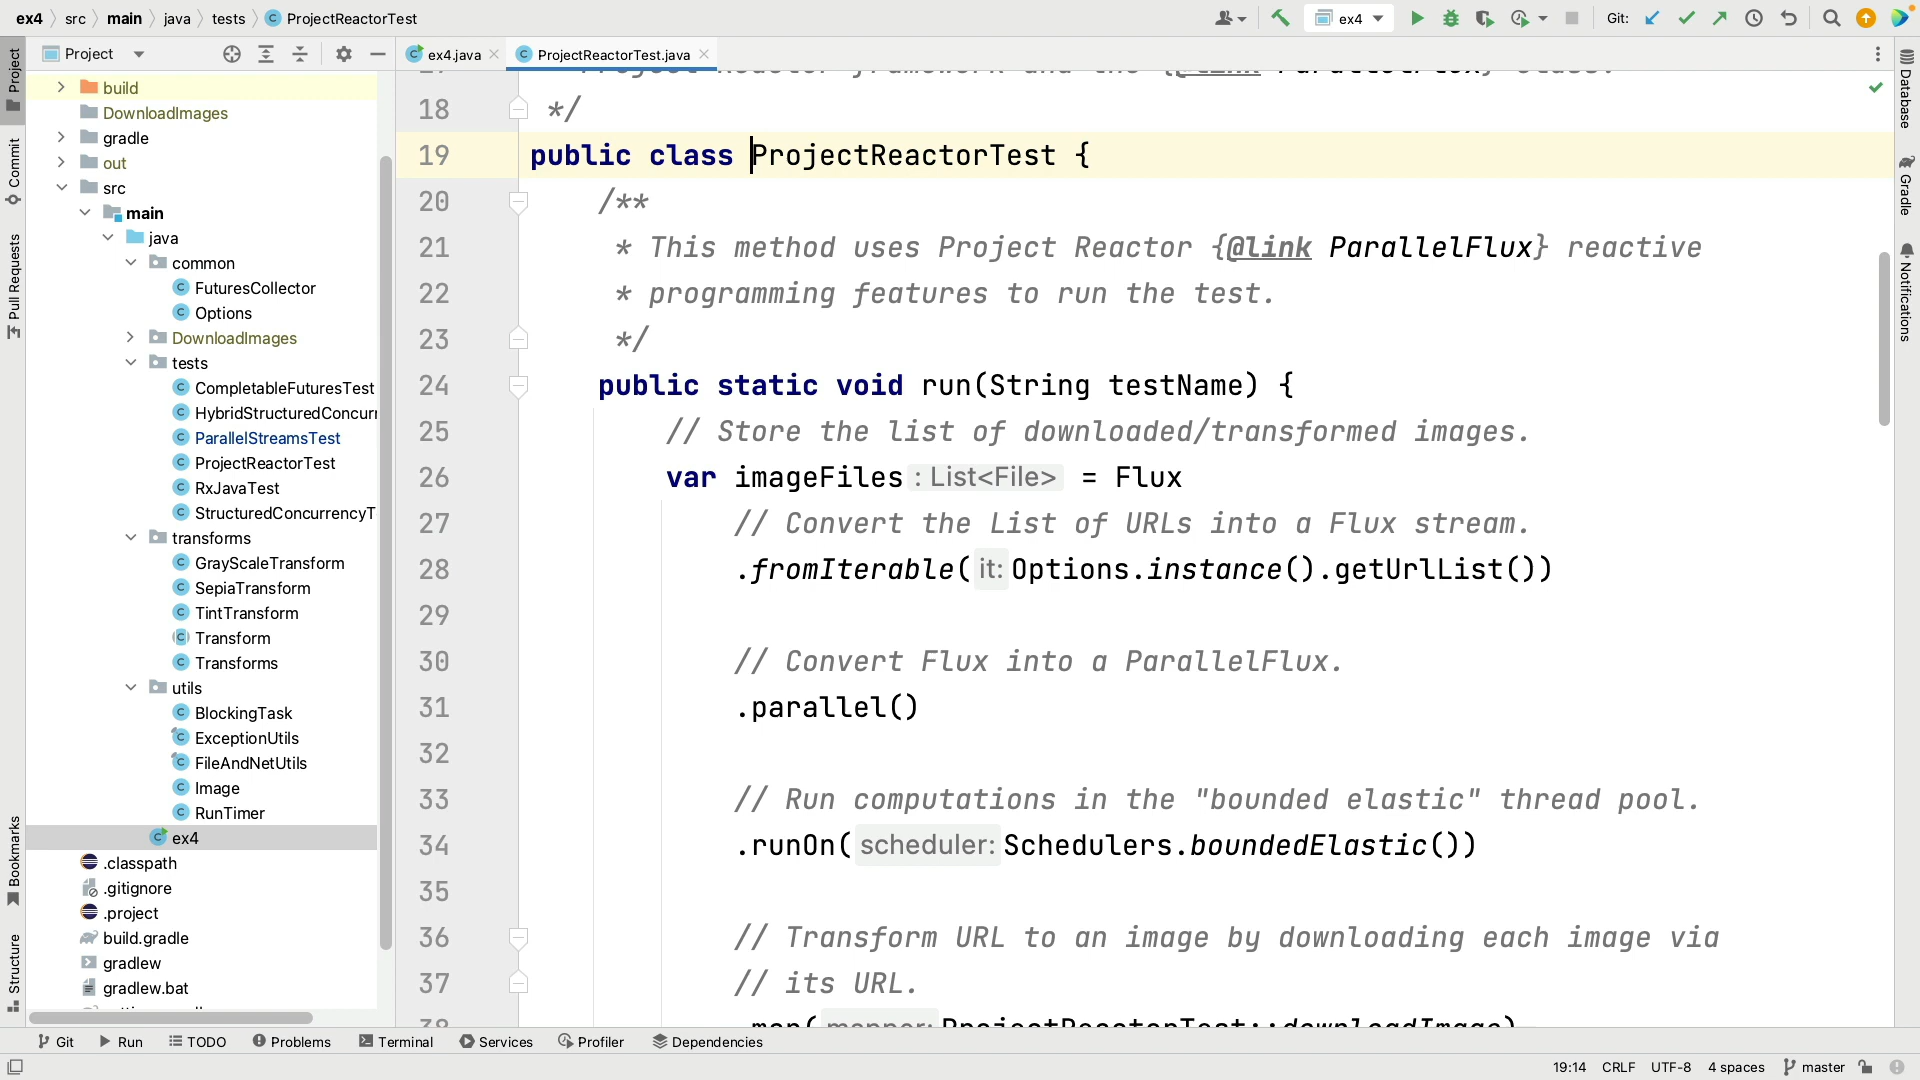 ex4 src main java tests ProjectReactorTest
ex4
Git:
Project
ex4.java
ProjectReactorTest.java
Project
Commit
Pull Requests
Bookmarks
Structure
build
DownloadImages
gradle
out
src
main
java
common
FuturesCollector
Options
DownloadImages
tests
CompletableFuturesTest
HybridStructuredConcurr
ParallelStreamsTest
ProjectReactorTest
RxJavaTest
StructuredConcurrencyT
transforms
GrayScaleTransform
SepiaTransform
TintTransform
Transform
Transforms
utils
BlockingTask
ExceptionUtils
FileAndNetUtils
Image
RunTimer
ex4
.classpath
.gitignore
.project
build.gradle
gradlew
gradlew.bat
18 */
19 public class ProjectReactorTest {
20 /**
21 * This method uses Project Reactor {@link ParallelFlux} reactive
22 * programming features to run the test.
23 */
24 public static void run(String testName) {
25 // Store the list of downloaded/transformed images.
26 var imageFiles : List<File> = Flux
27 // Convert the List of URLs into a Flux stream.
28 .fromIterable( it: Options.instance().getUrlList())
29
30 // Convert Flux into a ParallelFlux.
31 .parallel()
32
33 // Run computations in the "bounded elastic" thread pool.
34 .runOn( scheduler: Schedulers.boundedElastic())
35
36 // Transform URL to an image by downloading each image via
37 // its URL.
38 .map( mapper: ProjectReactorTest::downloadImage)
Database
Gradle
Notifications
Git Run TODO Problems Terminal Services Profiler Dependencies
19:14 CRLF UTF-8 4 spaces master